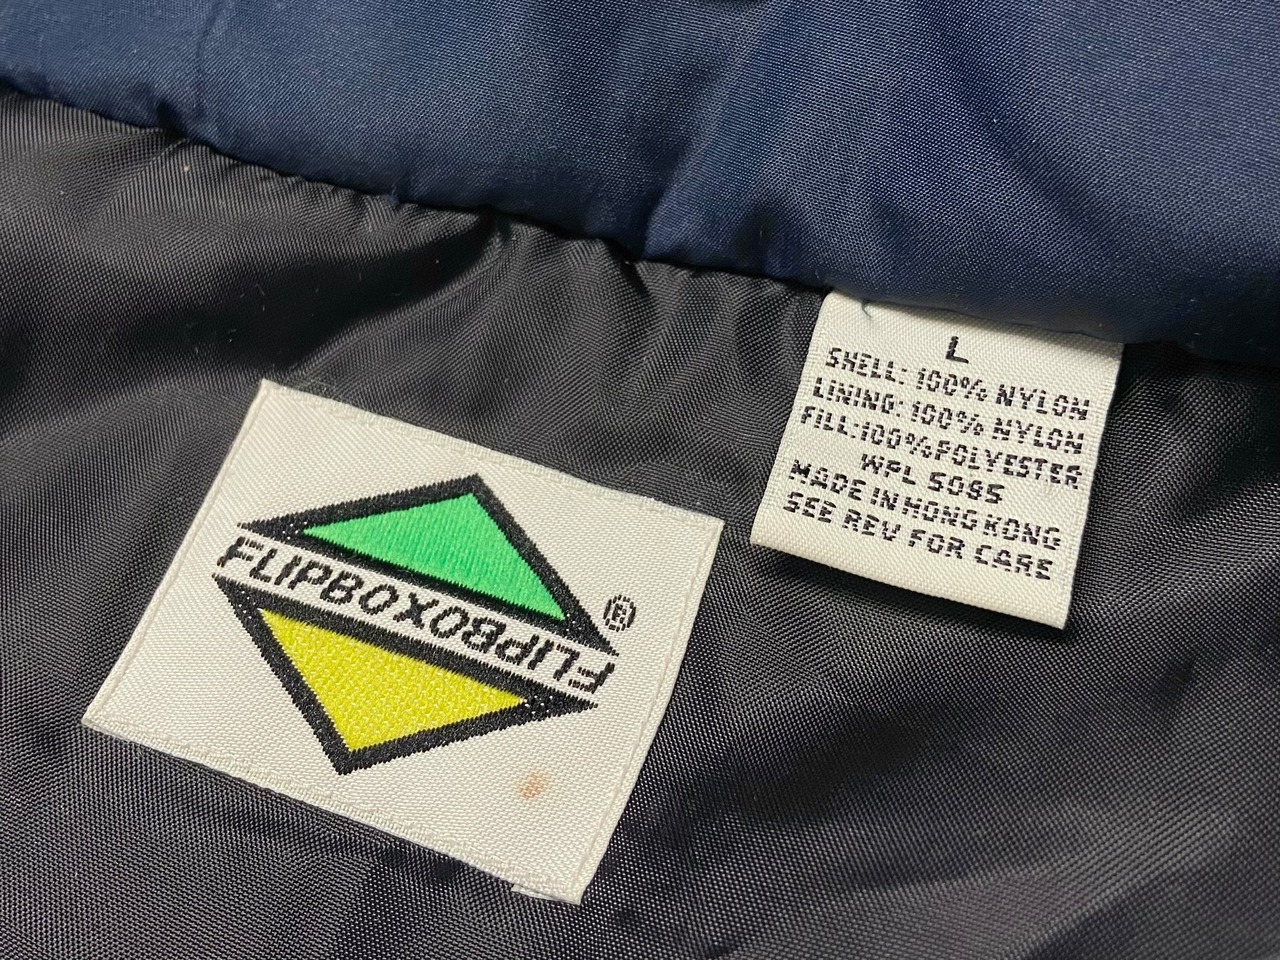 FLIPBOXOBPILF ®
L
SHELL: 100% NYLON
LINING: 100% NYLON
FILL:100%POLYESTER
WPL 5095
MADE IN HONG KONG
SEE REV FOR CARE